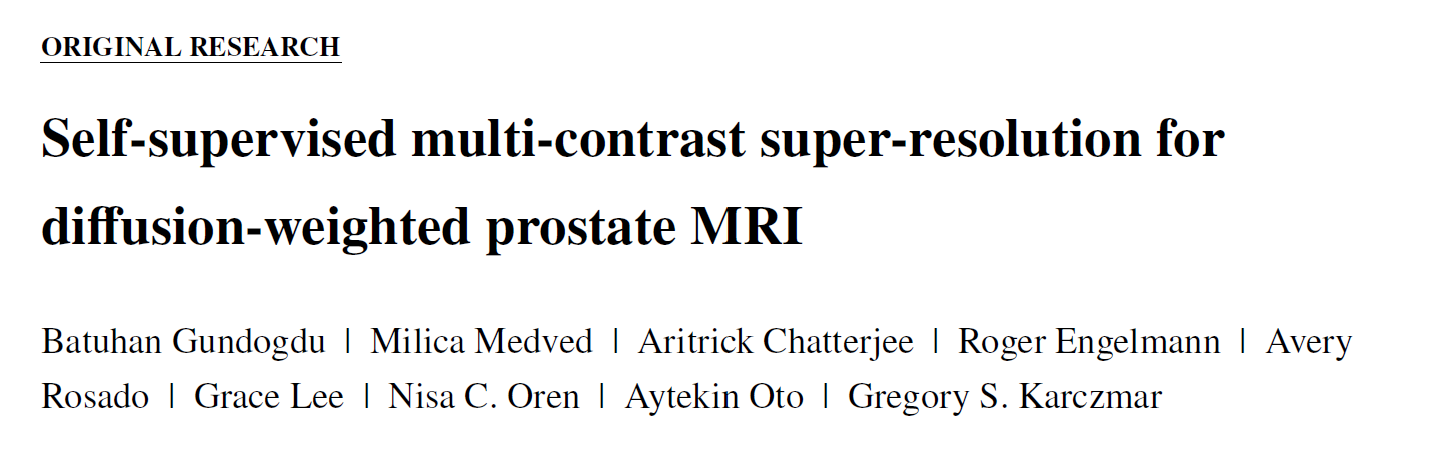 ORIGINAL RESEARCH
Self-supervised multi-contrast super-resolution for
diffusion-weighted prostate MRI
Batuhan Gundogdu | Milica Medved | Aritrick Chatterjee | Roger Engelmann | Avery
Rosado | Grace Lee | Nisa C. Oren | Aytekin Oto | Gregory S. Karczmar